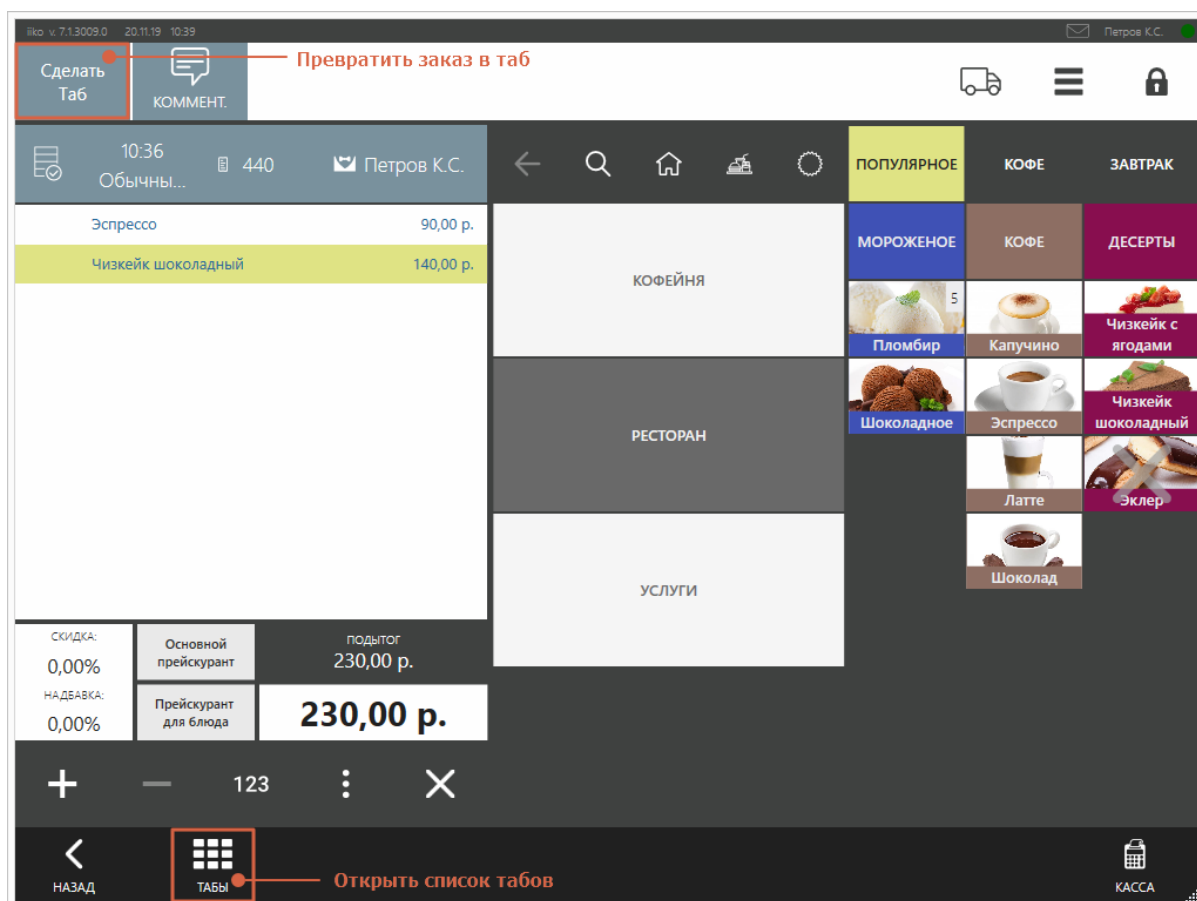 iiko v. 7.1.3009.0 20.11.19 10:39 Петров К.С.
Сделать
Таб
КОММЕНТ.
Превратить заказ в таб
10:36
Обычны...
440
Петров К.С.
ПОПУЛЯРНОЕ
КОФЕ
ЗАВТРАК
Эспрессо 90,00 р.
Чизкейк шоколадный 140,00 р.
КОФЕЙНЯ
РЕСТОРАН
УСЛУГИ
МОРОЖЕНОЕ
КОФЕ
ДЕСЕРТЫ
5
Пломбир
Капучино
Чизкейк с
ягодами
Шоколадное
Эспрессо
Чизкейк
шоколадный
Латте
Эклер
Шоколад
СКИДКА:
0,00%
Основной
прейскурант
ПОДЫТОГ
230,00 р.
НАДБАВКА:
0,00%
Прейскурант
для блюда
230,00 р.
123
НАЗАД
ТАБЫ
Открыть список табов
КАССА